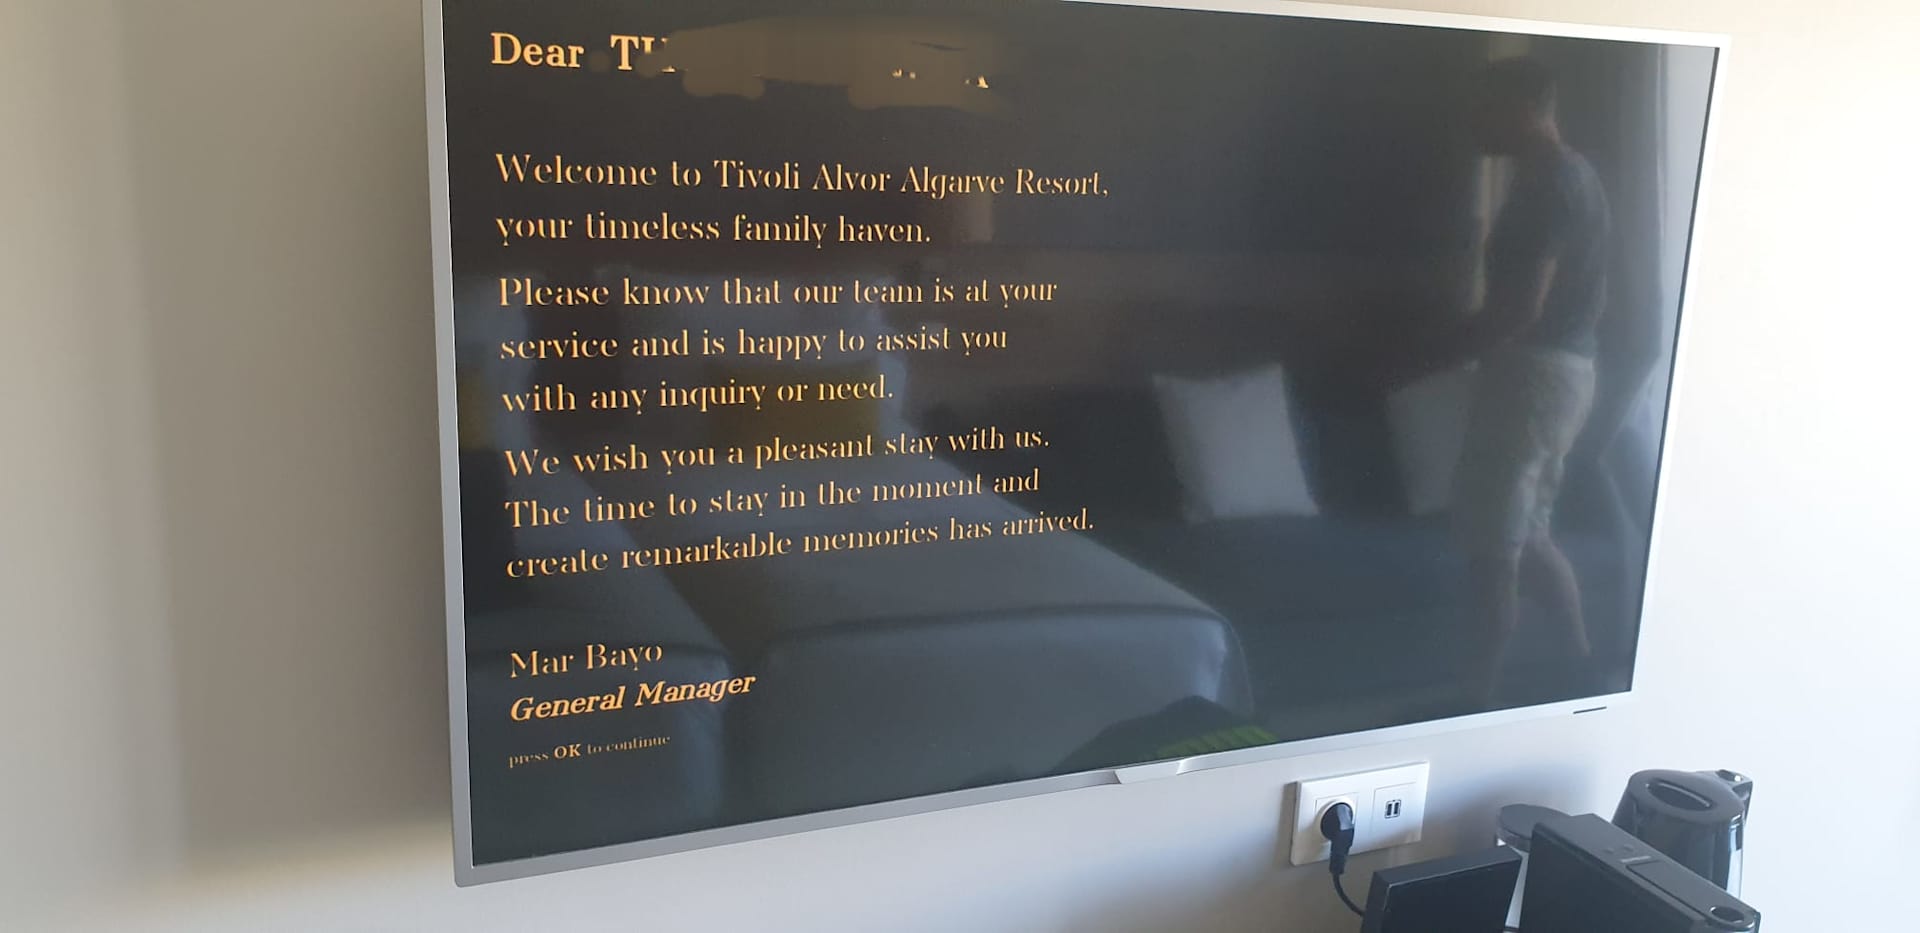 Dear
Welcome to Tivoli Alvor Algarve Resort,
your timeless family haven.
Please know that our team is at your
service and is happy to assist you
with any inquiry or need.
We wish you a pleasant stay with us.
The time to stay in the moment and
create remarkable memories has arrived.
Mar Bayo
General Manager
press OK to continue